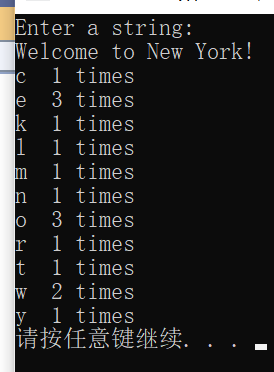 Enter a string:
Welcome to New York!
c  1 times
e  3 times
k  1 times
l  1 times
m  1 times
n  1 times
o  3 times
r  1 times
t  1 times
w  2 times
y  1 times
请按任意键继续. . .